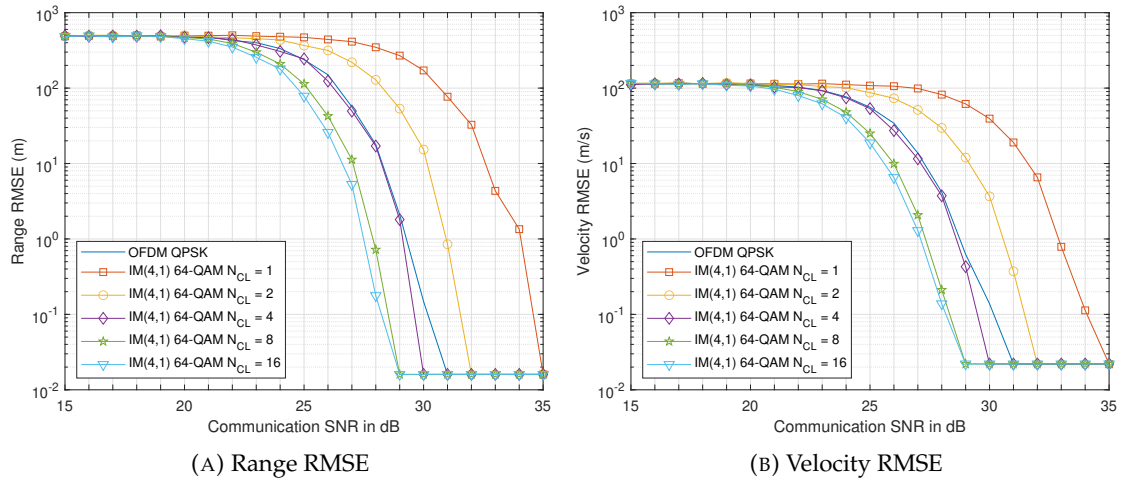 10^3
10^2
10^1
10^0
10^-1
10^-2
Range RMSE (m)
OFDM QPSK
IM(4,1) 64-QAM N_CL = 1
IM(4,1) 64-QAM N_CL = 2
IM(4,1) 64-QAM N_CL = 4
IM(4,1) 64-QAM N_CL = 8
IM(4,1) 64-QAM N_CL = 16
15 20 25 30 35
Communication SNR in dB
(A) Range RMSE
10^3
10^2
10^1
10^0
10^-1
10^-2
Velocity RMSE (m/s)
OFDM QPSK
IM(4,1) 64-QAM N_CL = 1
IM(4,1) 64-QAM N_CL = 2
IM(4,1) 64-QAM N_CL = 4
IM(4,1) 64-QAM N_CL = 8
IM(4,1) 64-QAM N_CL = 16
15 20 25 30 35
Communication SNR in dB
(B) Velocity RMSE